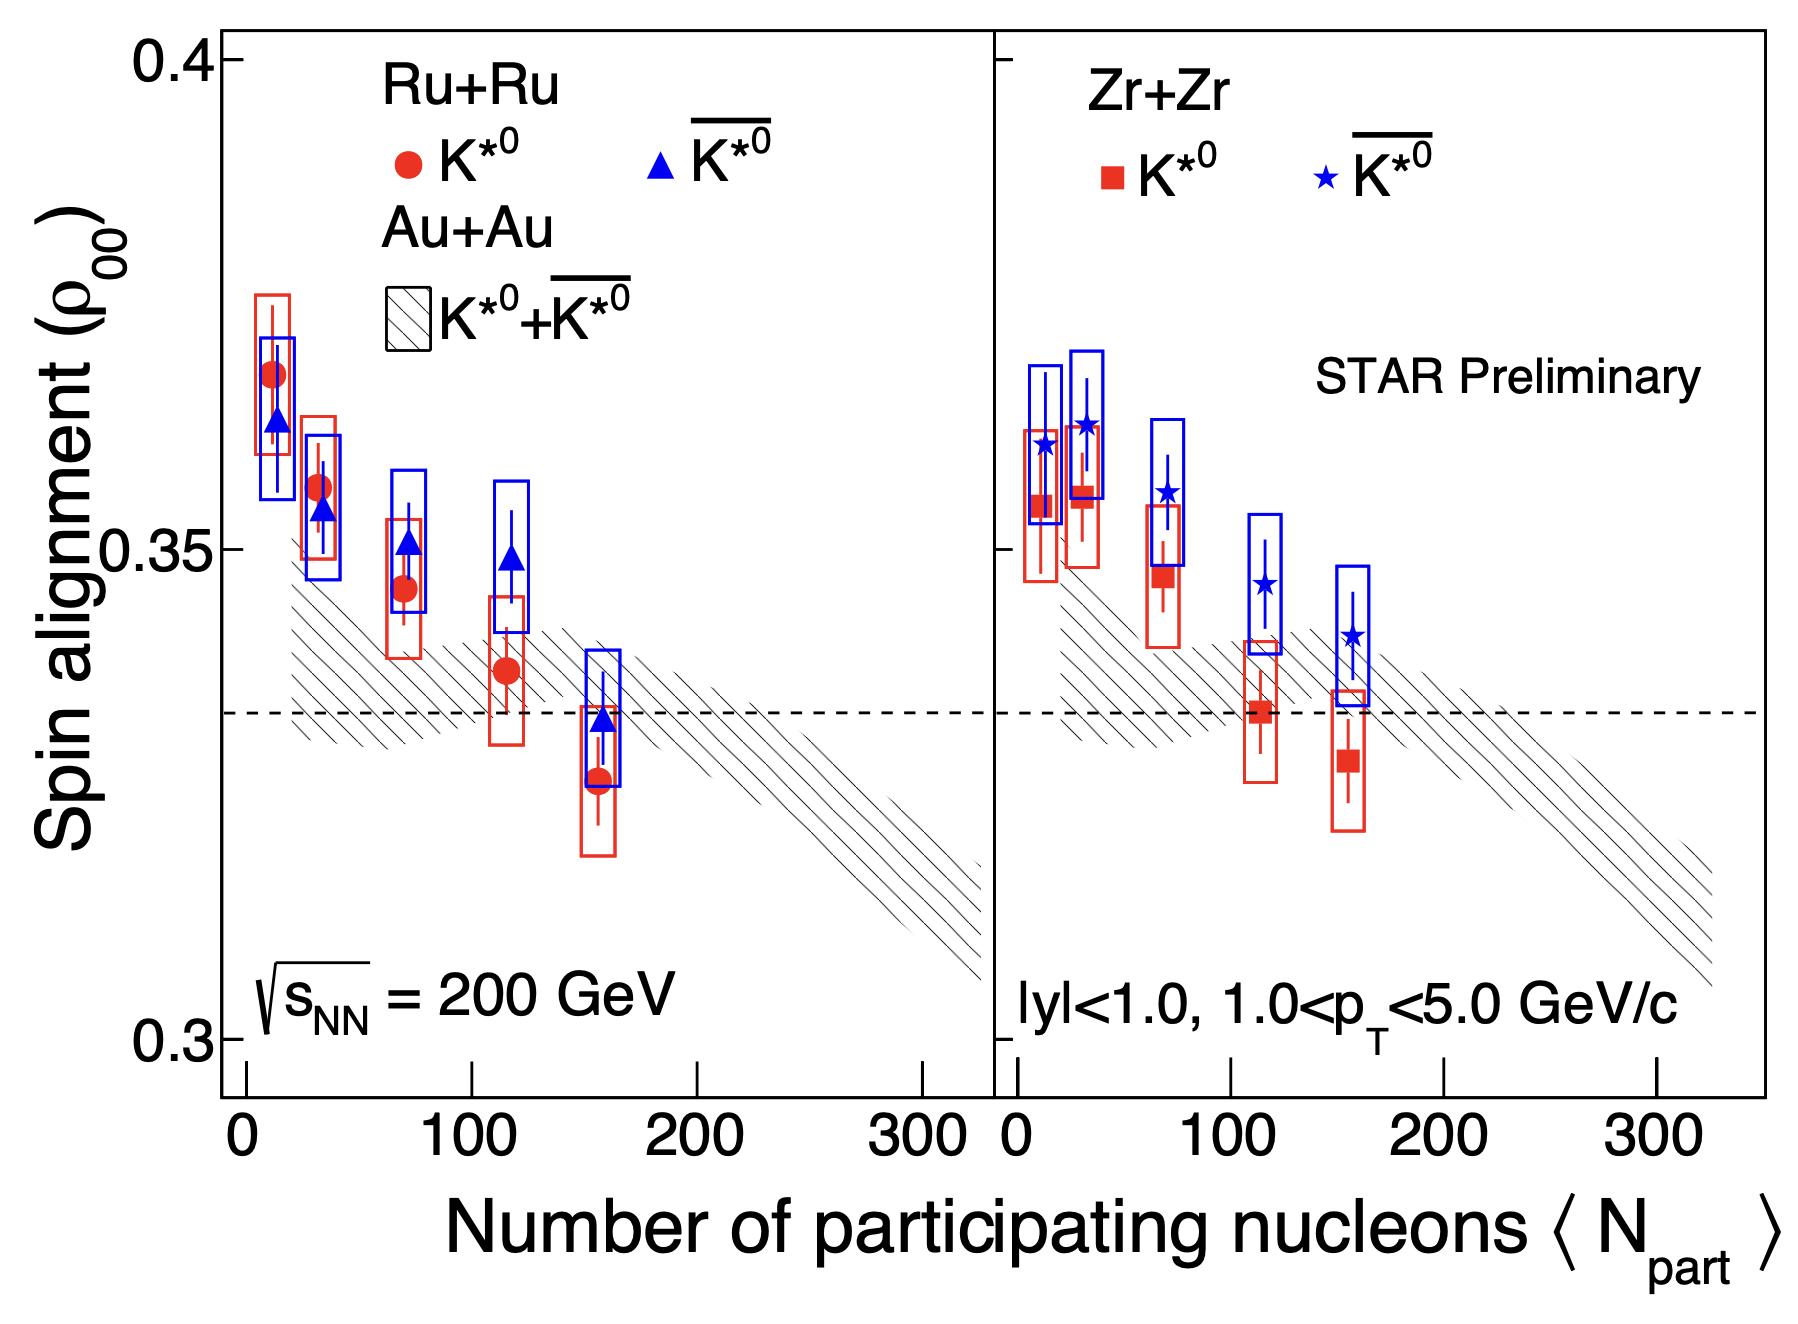 Spin alignment (ρ00)
0.4
0.35
0.3
Ru+Ru
K*0 K*0
Au+Au
K*0+K*0
√sNN = 200 GeV
0 100 200 300
Zr+Zr
K*0 K*0
STAR Preliminary
|y|<1.0, 1.0<pT<5.0 GeV/c
0 100 200 300
Number of participating nucleons ⟨ Npart ⟩